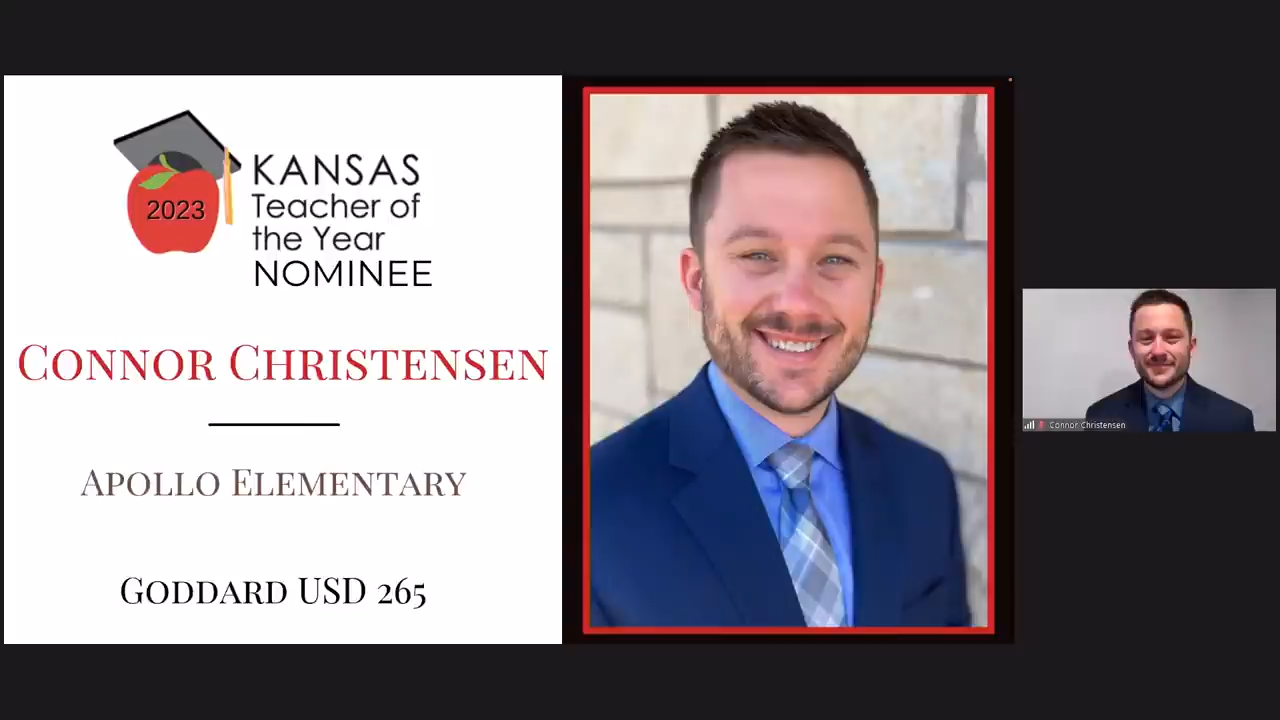 2023
KANSAS
Teacher of
the Year
NOMINEE
Connor Christensen
Apollo Elementary
Goddard USD 265
Connor Christensen